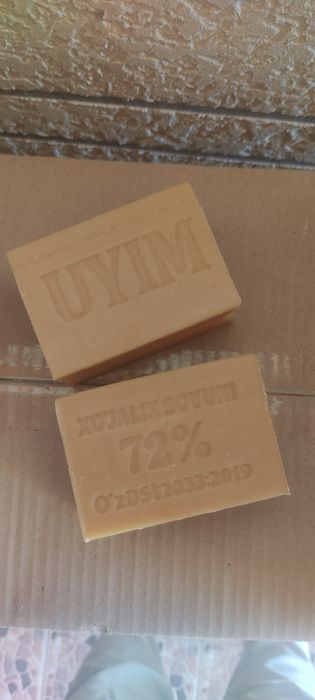 UYIM
XO'JALIK SOVUNI
72%
O'zDSt 2833:2019